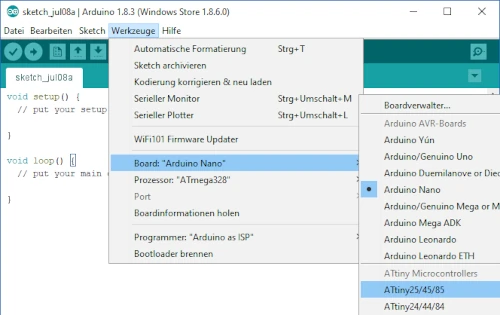 sketch_jul08a | Arduino 1.8.3 (Windows Store 1.8.6.0)
Datei Bearbeiten Sketch Werkzeuge Hilfe
sketch_jul08a
void setup() {
// put your setup
}
void loop() {
// put your main
}
Automatische Formatierung Strg+T
Sketch archivieren
Kodierung korrigieren & neu laden
Serieller Monitor Strg+Umschalt+M
Serieller Plotter Strg+Umschalt+L
WiFi101 Firmware Updater
Board: "Arduino Nano"
Prozessor: "ATmega328"
Port
Boardinformationen holen
Programmer: "Arduino as ISP"
Bootloader brennen
Boardverwalter...
Arduino AVR-Boards
Arduino Yún
Arduino/Genuino Uno
Arduino Duemilanove or Diec
Arduino Nano
Arduino/Genuino Mega or M
Arduino Mega ADK
Arduino Leonardo
Arduino Leonardo ETH
ATtiny Microcontrollers
ATtiny25/45/85
ATtiny24/44/84